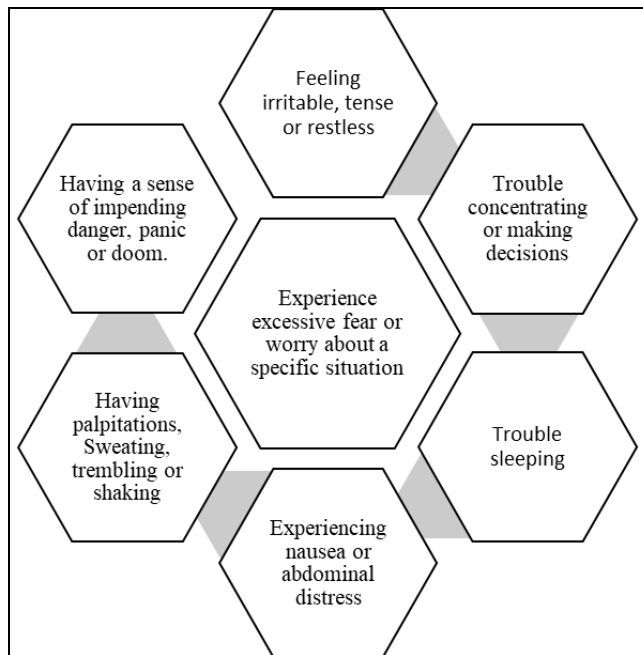 Feeling
irritable, tense
or restless
Trouble
concentrating
or making
decisions
Trouble
sleeping
Experiencing
nausea or
abdominal
distress
Having
palpitations,
Sweating,
trembling or
shaking
Having a sense
of impending
danger, panic
or doom.
Experience
excessive fear or
worry about a
specific situation